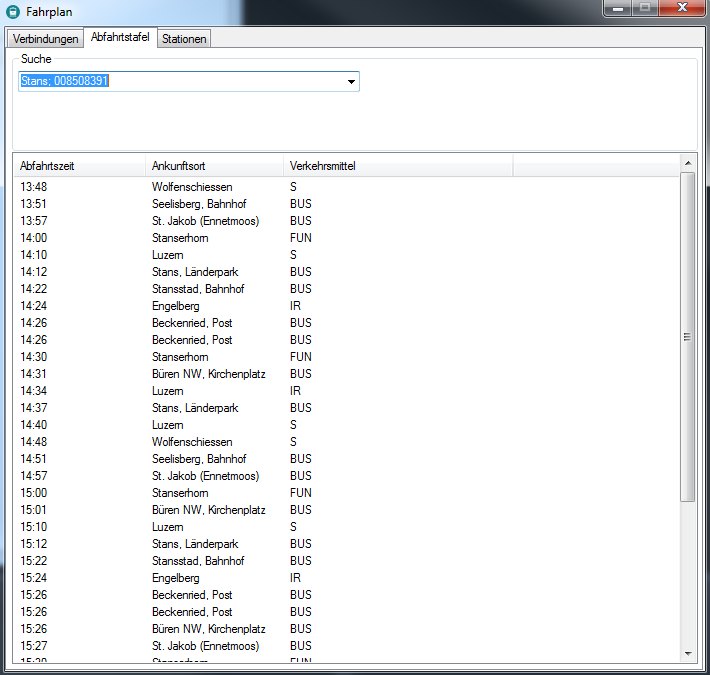 Fahrplan
Verbindungen Abfahrtstafel Stationen
Suche
Stans; 008508391
Abfahrtszeit Ankunftsort Verkehrsmittel
13:48 Wolfenschiessen S
13:51 Seelisberg, Bahnhof BUS
13:57 St. Jakob (Ennetmoos) BUS
14:00 Stanserhorn FUN
14:10 Luzern S
14:12 Stans, Länderpark BUS
14:22 Stansstad, Bahnhof BUS
14:24 Engelberg IR
14:26 Beckenried, Post BUS
14:26 Beckenried, Post BUS
14:30 Stanserhorn FUN
14:31 Büren NW, Kirchenplatz BUS
14:34 Luzern IR
14:37 Stans, Länderpark BUS
14:40 Luzern S
14:48 Wolfenschiessen S
14:51 Seelisberg, Bahnhof BUS
14:57 St. Jakob (Ennetmoos) BUS
15:00 Stanserhorn FUN
15:01 Büren NW, Kirchenplatz BUS
15:10 Luzern S
15:12 Stans, Länderpark BUS
15:22 Stansstad, Bahnhof BUS
15:24 Engelberg IR
15:26 Beckenried, Post BUS
15:26 Beckenried, Post BUS
15:26 Büren NW, Kirchenplatz BUS
15:27 St. Jakob (Ennetmoos) BUS
Stanserhorn FUN